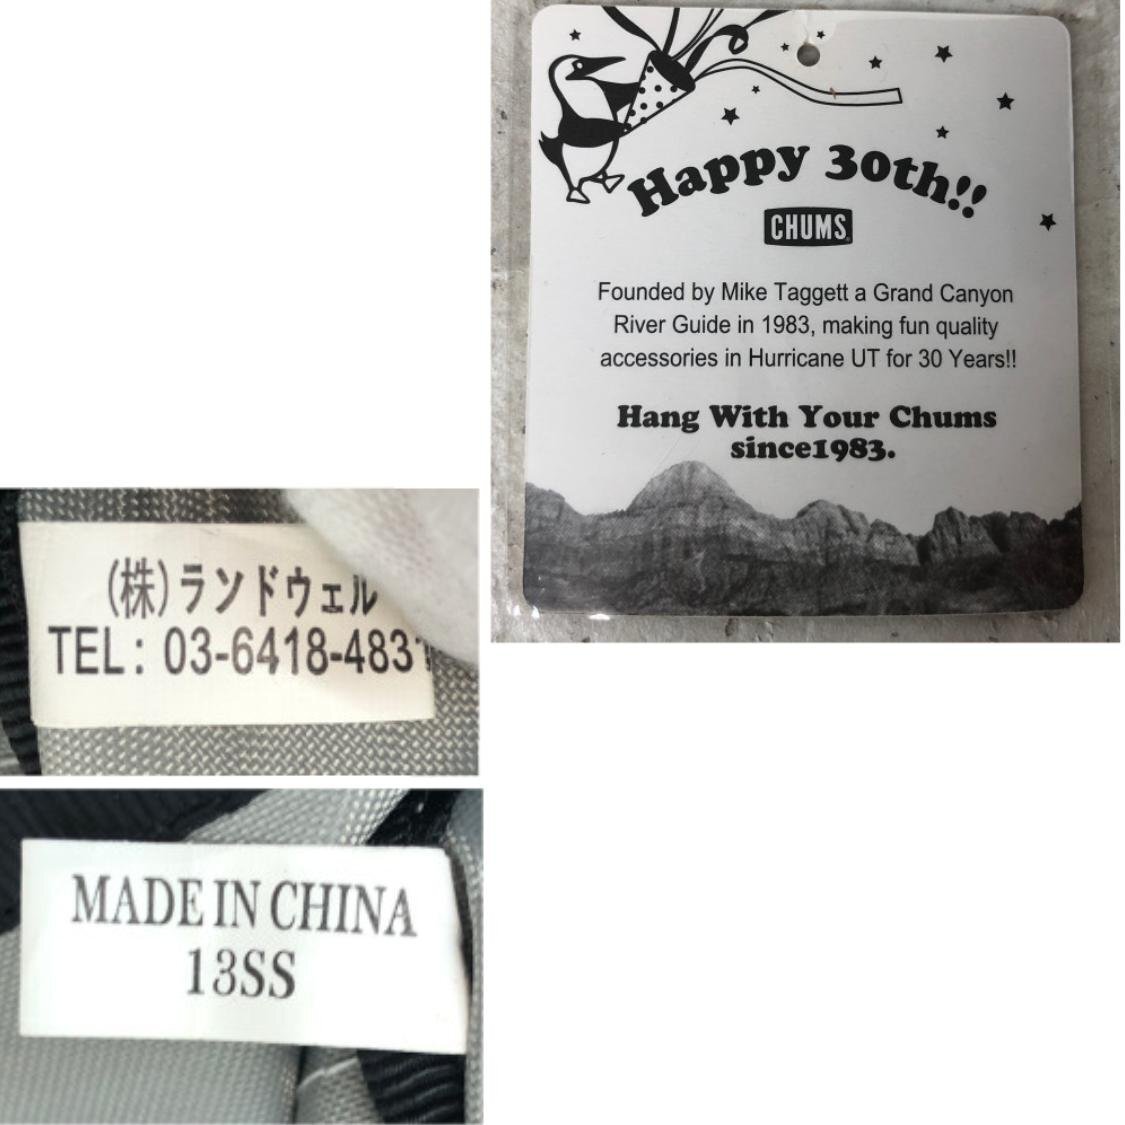 Happy 30th!!
CHUMS
Founded by Mike Taggett a Grand Canyon
River Guide in 1983, making fun quality
accessories in Hurricane UT for 30 Years!!
Hang With Your Chums
since1983.
(株)ランドウェル
TEL: 03-6418-4831
MADE IN CHINA
13SS